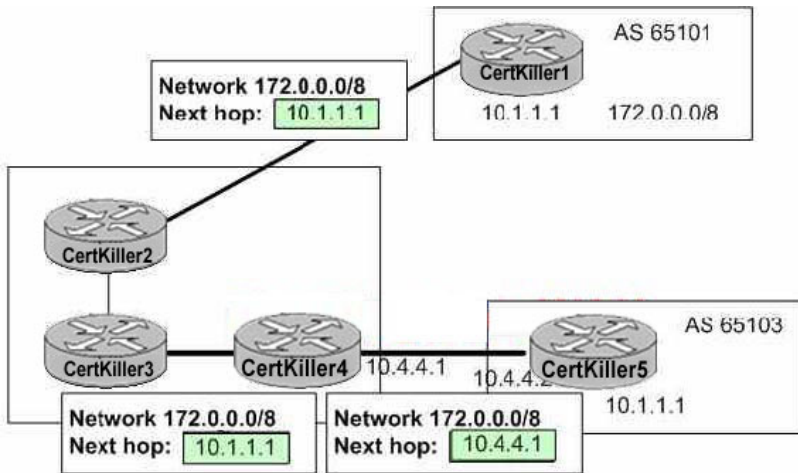 AS 65101
CertKiller1
Network 172.0.0.0/8
Next hop: 10.1.1.1
10.1.1.1 172.0.0.0/8
CertKiller2
AS 65103
CertKiller3
CertKiller4
CertKiller5
10.4.4.1
10.4.4.2
10.1.1.1
Network 172.0.0.0/8
Next hop: 10.1.1.1
Network 172.0.0.0/8
Next hop: 10.4.4.1